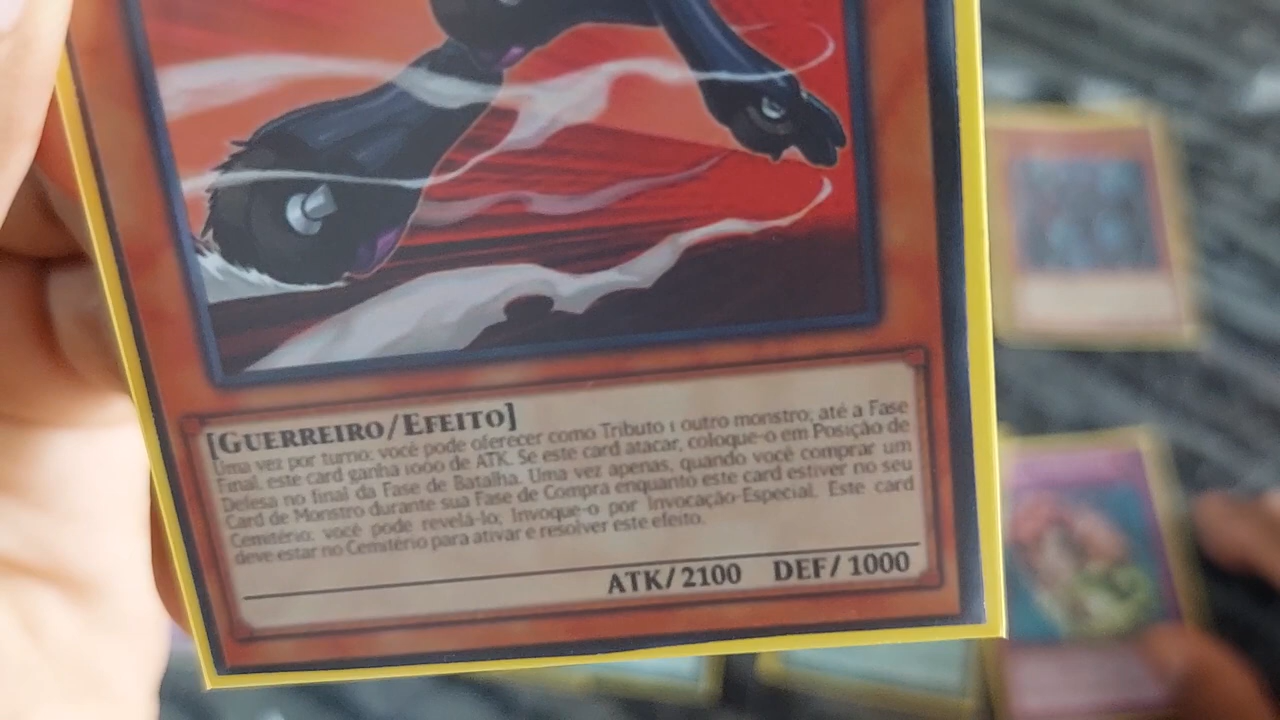 [GUERREIRO/EFEITO]
Uma vez por turno: você pode oferecer como Tributo 1 outro monstro; até a Fase
Final, este card ganha 1000 de ATK. Se este card atacar, coloque-o em Posição de
Defesa no final da Fase de Batalha. Uma vez apenas, quando você comprar um
Card de Monstro durante sua Fase de Compra enquanto este card estiver no seu
Cemitério: você pode revelá-lo; Invoque-o por Invocação-Especial. Este card
deve estar no Cemitério para ativar e resolver este efeito.
ATK/2100 DEF/1000